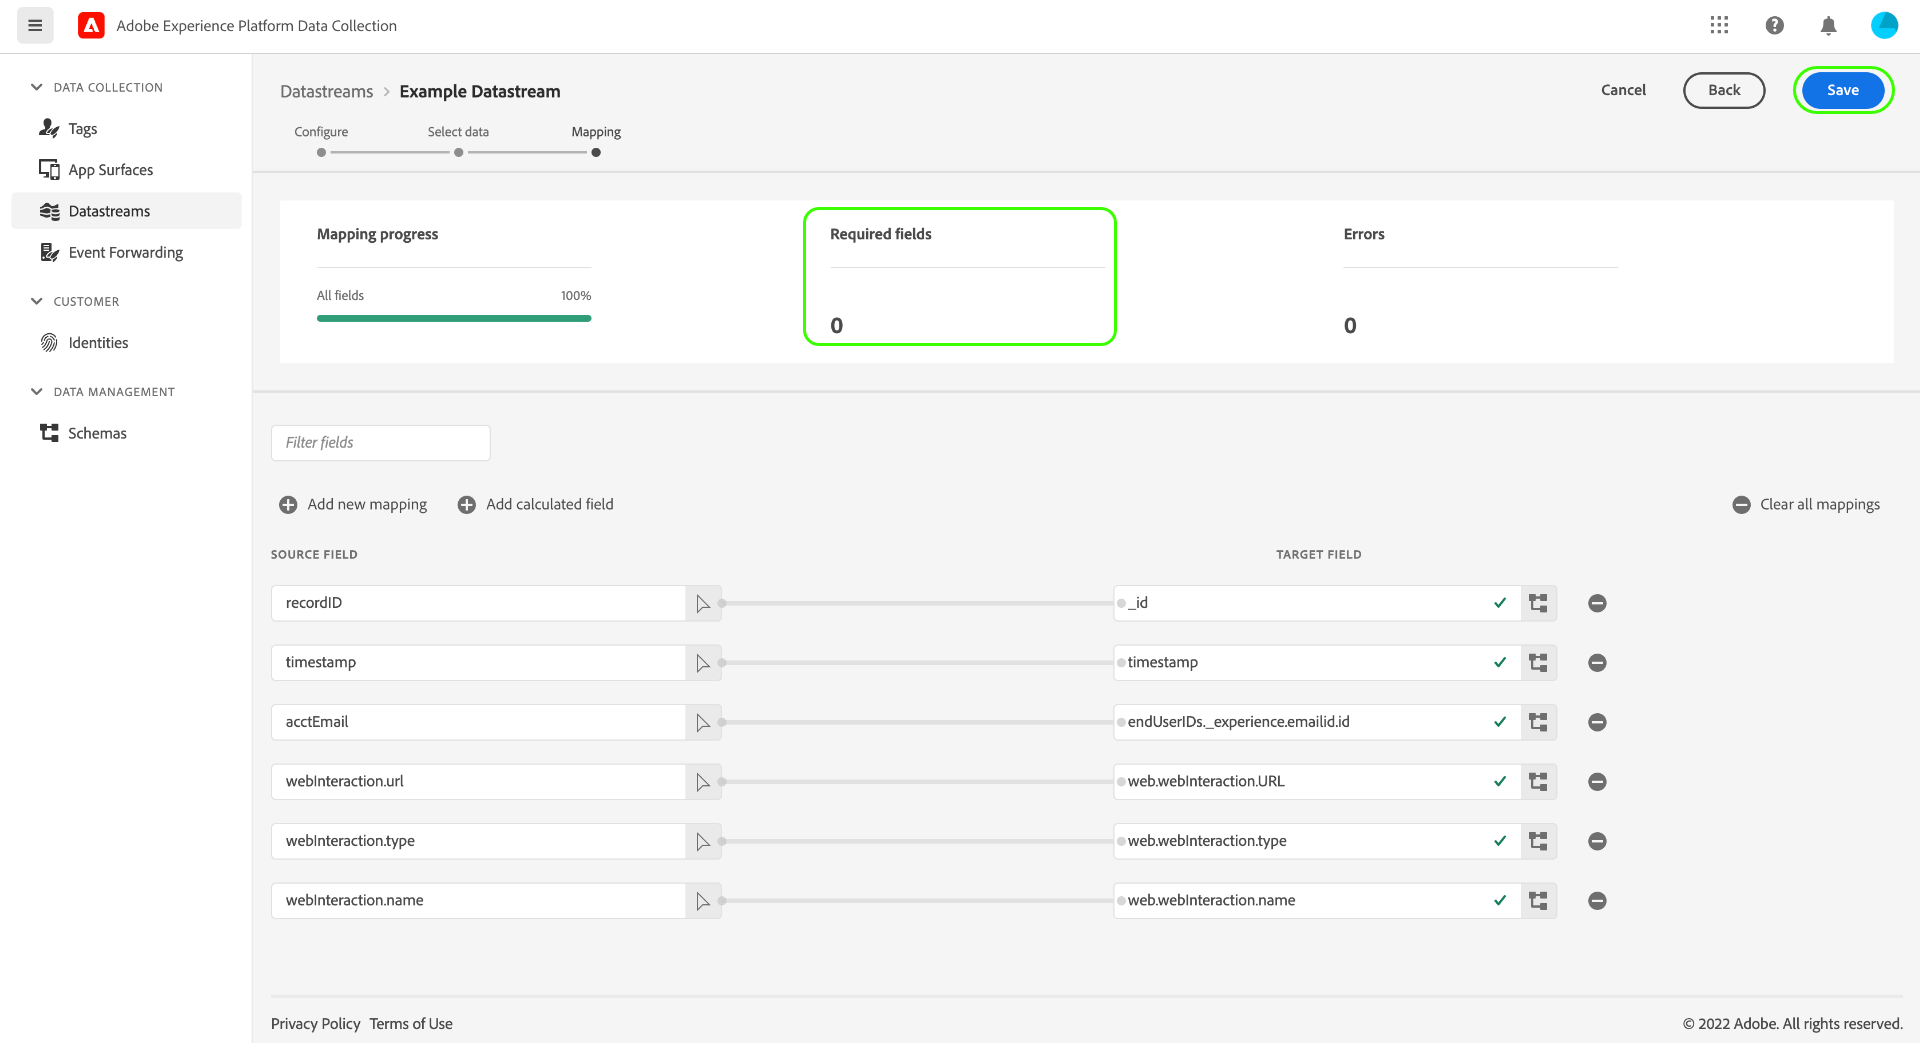 Adobe Experience Platform Data Collection
DATA COLLECTION
Tags
App Surfaces
Datastreams
Event Forwarding
CUSTOMER
Identities
DATA MANAGEMENT
Schemas
Datastreams > Example Datastream
Cancel
Back
Save
Configure
Select data
Mapping
Mapping progress
All fields 100%
Required fields
0
Errors
0
Filter fields
Add new mapping
Add calculated field
Clear all mappings
SOURCE FIELD
TARGET FIELD
recordID
_id
timestamp
timestamp
acctEmail
endUserIDs._experience.emailid.id
webInteraction.url
web.webInteraction.URL
webInteraction.type
web.webInteraction.type
webInteraction.name
web.webInteraction.name
Privacy Policy Terms of Use
© 2022 Adobe. All rights reserved.